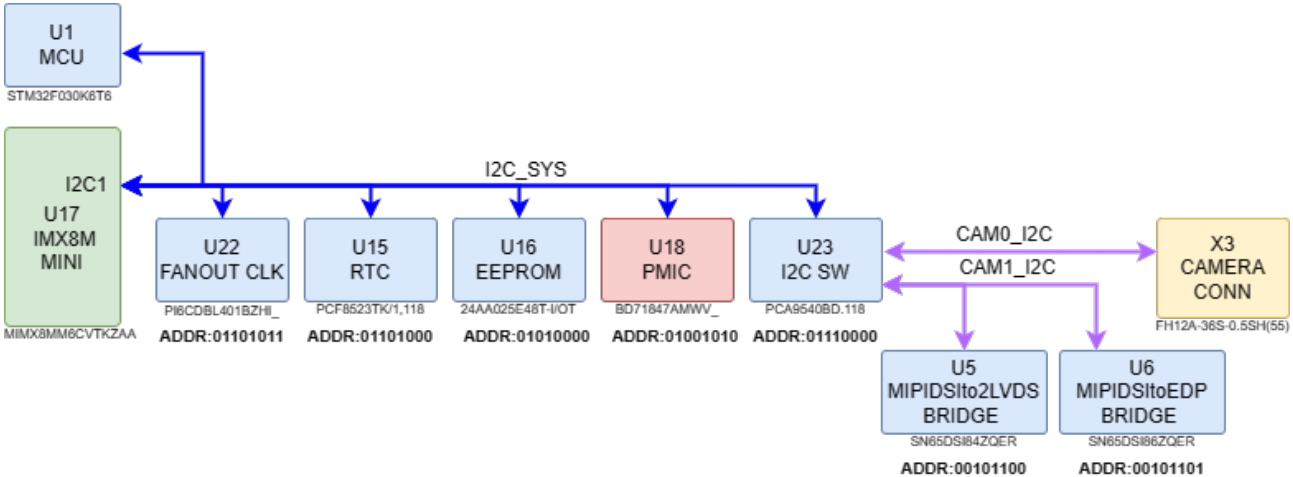 U1
MCU
STM32F030K6T6
I2C1
U17
IMX8M
MINI
MIMX8MM6CVTKZAA
I2C_SYS
U22
FANOUT CLK
PI6CDBL401BZHI_
ADDR:01101011
U15
RTC
PCF8523TK/1,118
ADDR:01101000
U16
EEPROM
24AA025E48T-I/OT
ADDR:01010000
U18
PMIC
BD71847AMWV_
ADDR:01001010
U23
I2C SW
PCA9540BD.118
ADDR:01110000
CAM0_I2C
CAM1_I2C
X3
CAMERA
CONN
FH12A-36S-0.5SH(55)
U5
MIPIDSIto2LVDS
BRIDGE
SN65DSI84ZQER
ADDR:00101100
U6
MIPIDSItoEDP
BRIDGE
SN65DSI86ZQER
ADDR:00101101